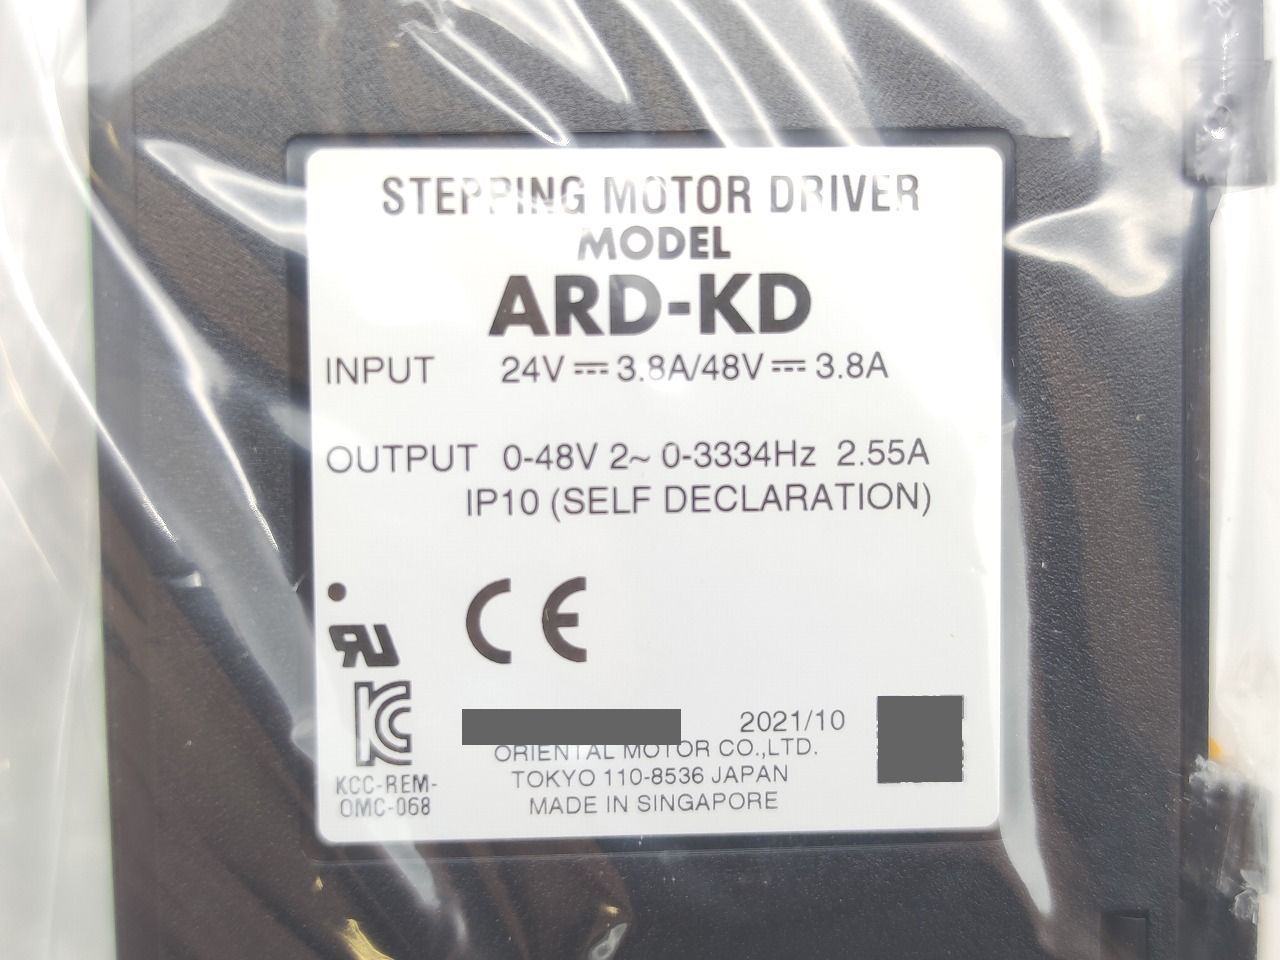 STEPPING MOTOR DRIVER
MODEL
ARD-KD
INPUT 24V ⎓ 3.8A/48V ⎓ 3.8A
OUTPUT 0-48V 2~ 0-3334Hz 2.55A
IP10 (SELF DECLARATION)
CE
KC
KCC-REM-
OMC-068
2021/10
ORIENTAL MOTOR CO.,LTD.
TOKYO 110-8536 JAPAN
MADE IN SINGAPORE